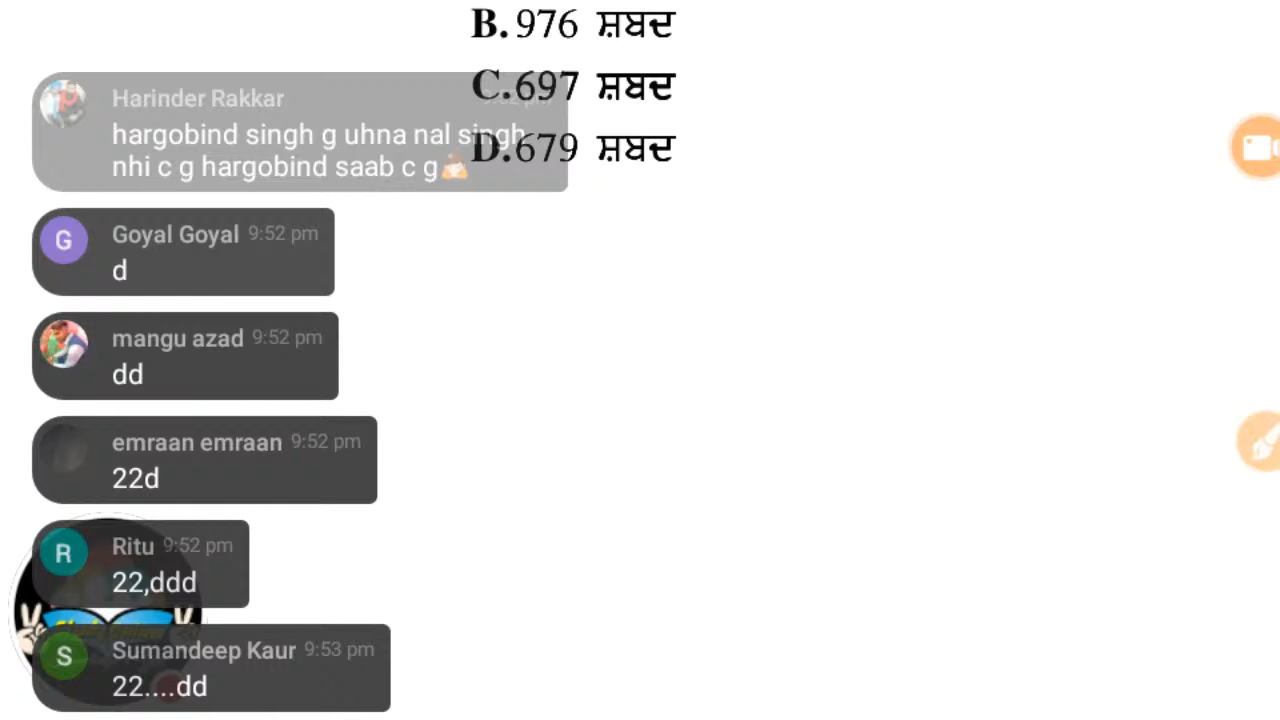 B. 976 ਸ਼ਬਦ
C. 697 ਸ਼ਬਦ
D. 679 ਸ਼ਬਦ
Harinder Rakkar
hargobind singh g uhna nal singh
nhi c g hargobind saab c g🙏
G
Goyal Goyal 9:52 pm
d
mangu azad 9:52 pm
dd
emraan emraan 9:52 pm
22d
R
Ritu 9:52 pm
22,ddd
S
Sumandeep Kaur 9:53 pm
22....dd